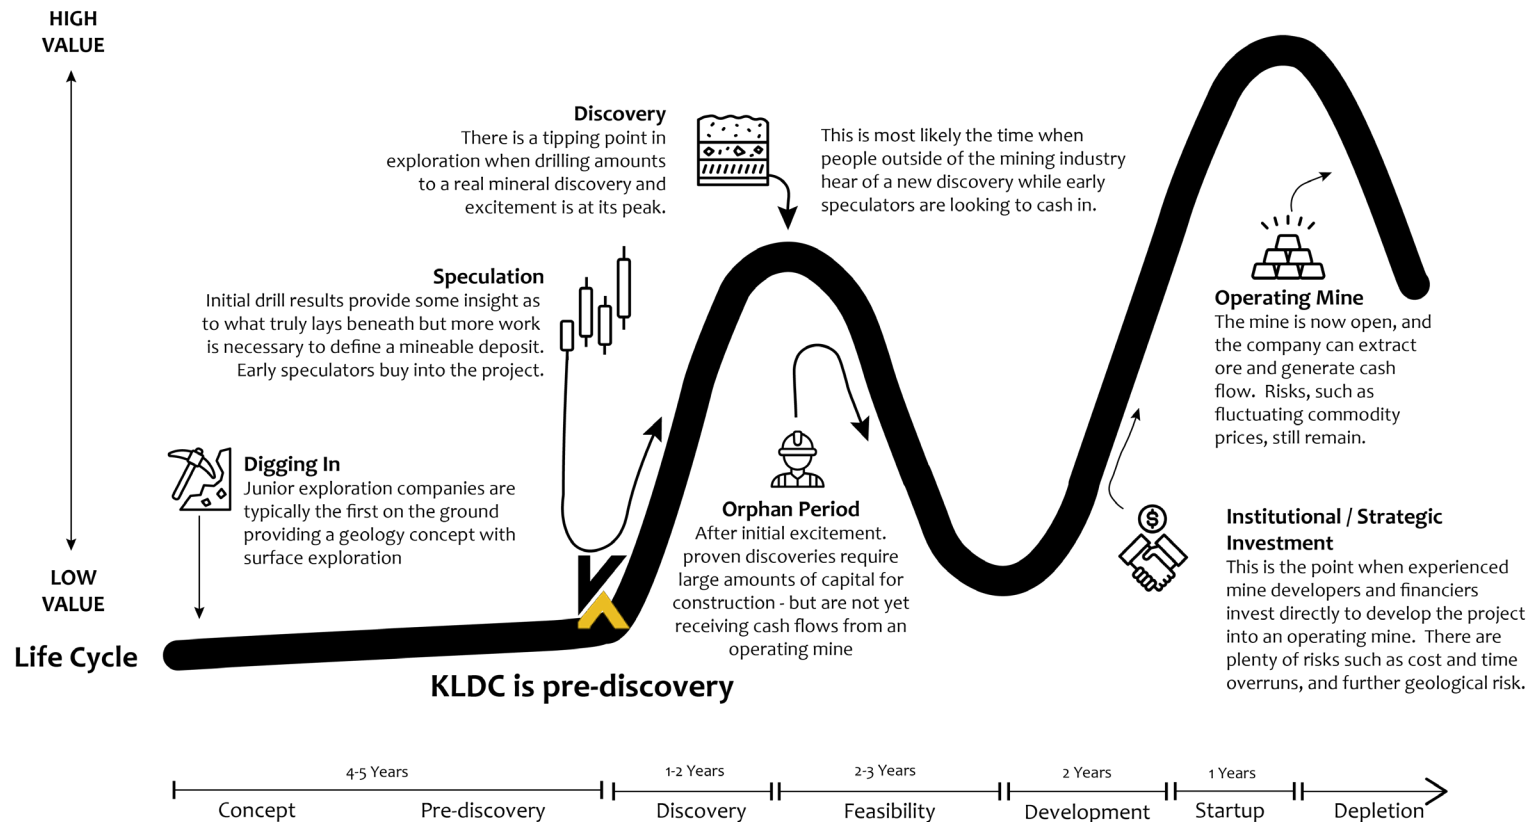 HIGH
VALUE
Discovery
There is a tipping point in
exploration when drilling amounts
to a real mineral discovery and
excitement is at its peak.
This is most likely the time when
people outside of the mining industry
hear of a new discovery while early
speculators are looking to cash in.
Speculation
Initial drill results provide some insight as
to what truly lays beneath but more work
is necessary to define a mineable deposit.
Early speculators buy into the project.
Operating Mine
The mine is now open, and
the company can extract
ore and generate cash
flow.  Risks, such as
fluctuating commodity
prices, still remain.
Digging In
Junior exploration companies are
typically the first on the ground
providing a geology concept with
surface exploration
Orphan Period
After initial excitement.
proven discoveries require
large amounts of capital for
construction - but are not yet
receiving cash flows from an
operating mine
$
Institutional / Strategic
Investment
This is the point when experienced
mine developers and financiers
invest directly to develop the project
into an operating mine.  There are
plenty of risks such as cost and time
overruns, and further geological risk.
LOW
VALUE
Life Cycle
KLDC is pre-discovery
4-5 Years
1-2 Years
2-3 Years
2 Years
1 Years
Concept
Pre-discovery
Discovery
Feasibility
Development
Startup
Depletion